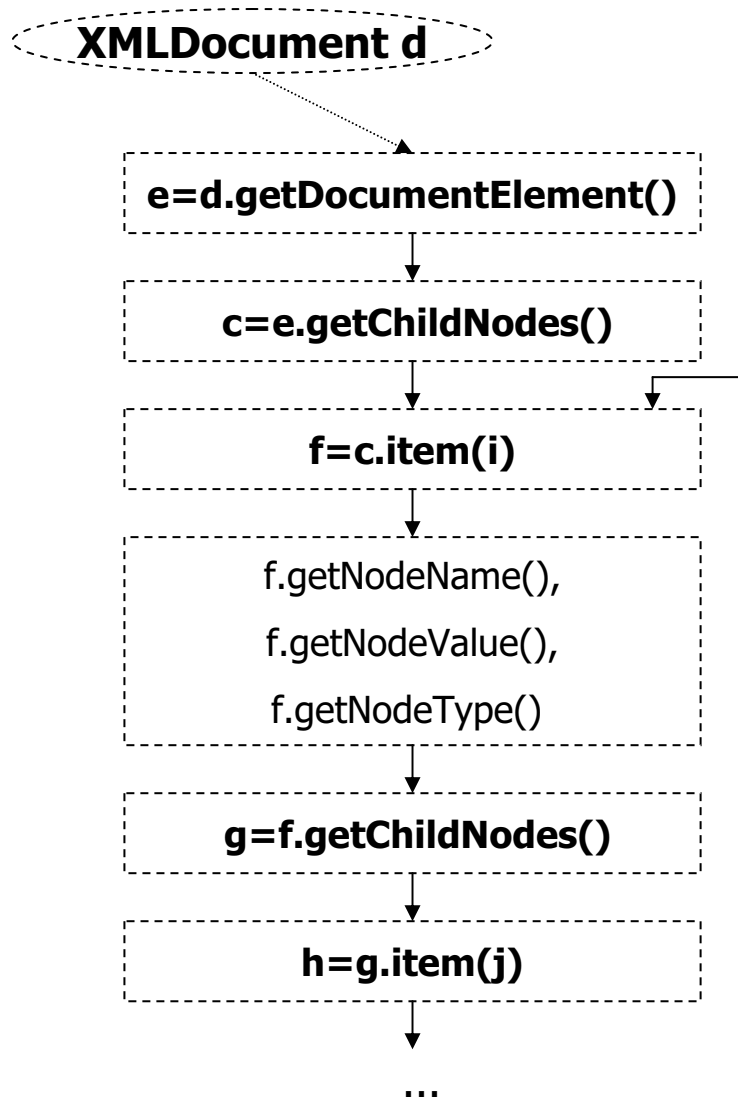 XMLDocument d
e=d.getDocumentElement()
c=e.getChildNodes()
f=c.item(i)
f.getNodeName(),
f.getNodeValue(),
f.getNodeType()
g=f.getChildNodes()
h=g.item(j)
...